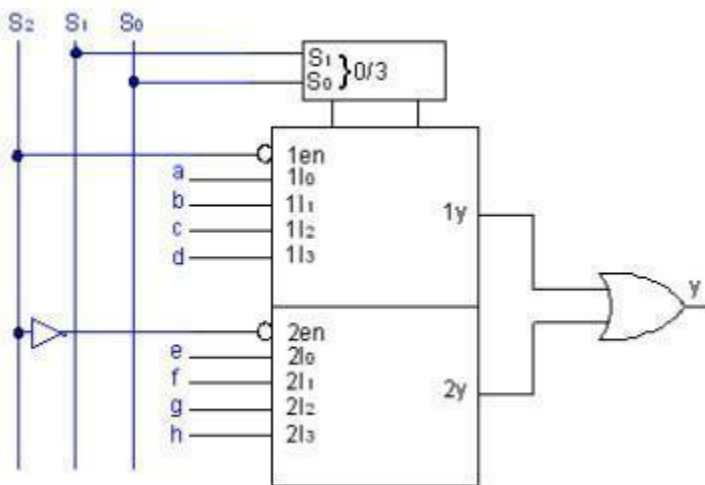 S₂ S₁ S₀
S₁
S₀ } 0/3
1en
a 1I₀
b 1I₁
c 1I₂
d 1I₃
1y
y
2en
e 2I₀
f 2I₁
g 2I₂
h 2I₃
2y